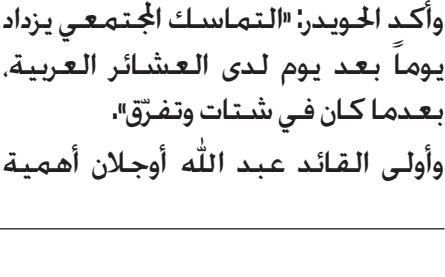 وأكد الحويدر: «التماسك المجتمعي يزداد
يوماً بعد يوم لدى العشائر العربية،
بعدما كان في شتات وتفرّق».
وأولى القائد عبد الله أوجلان أهمية